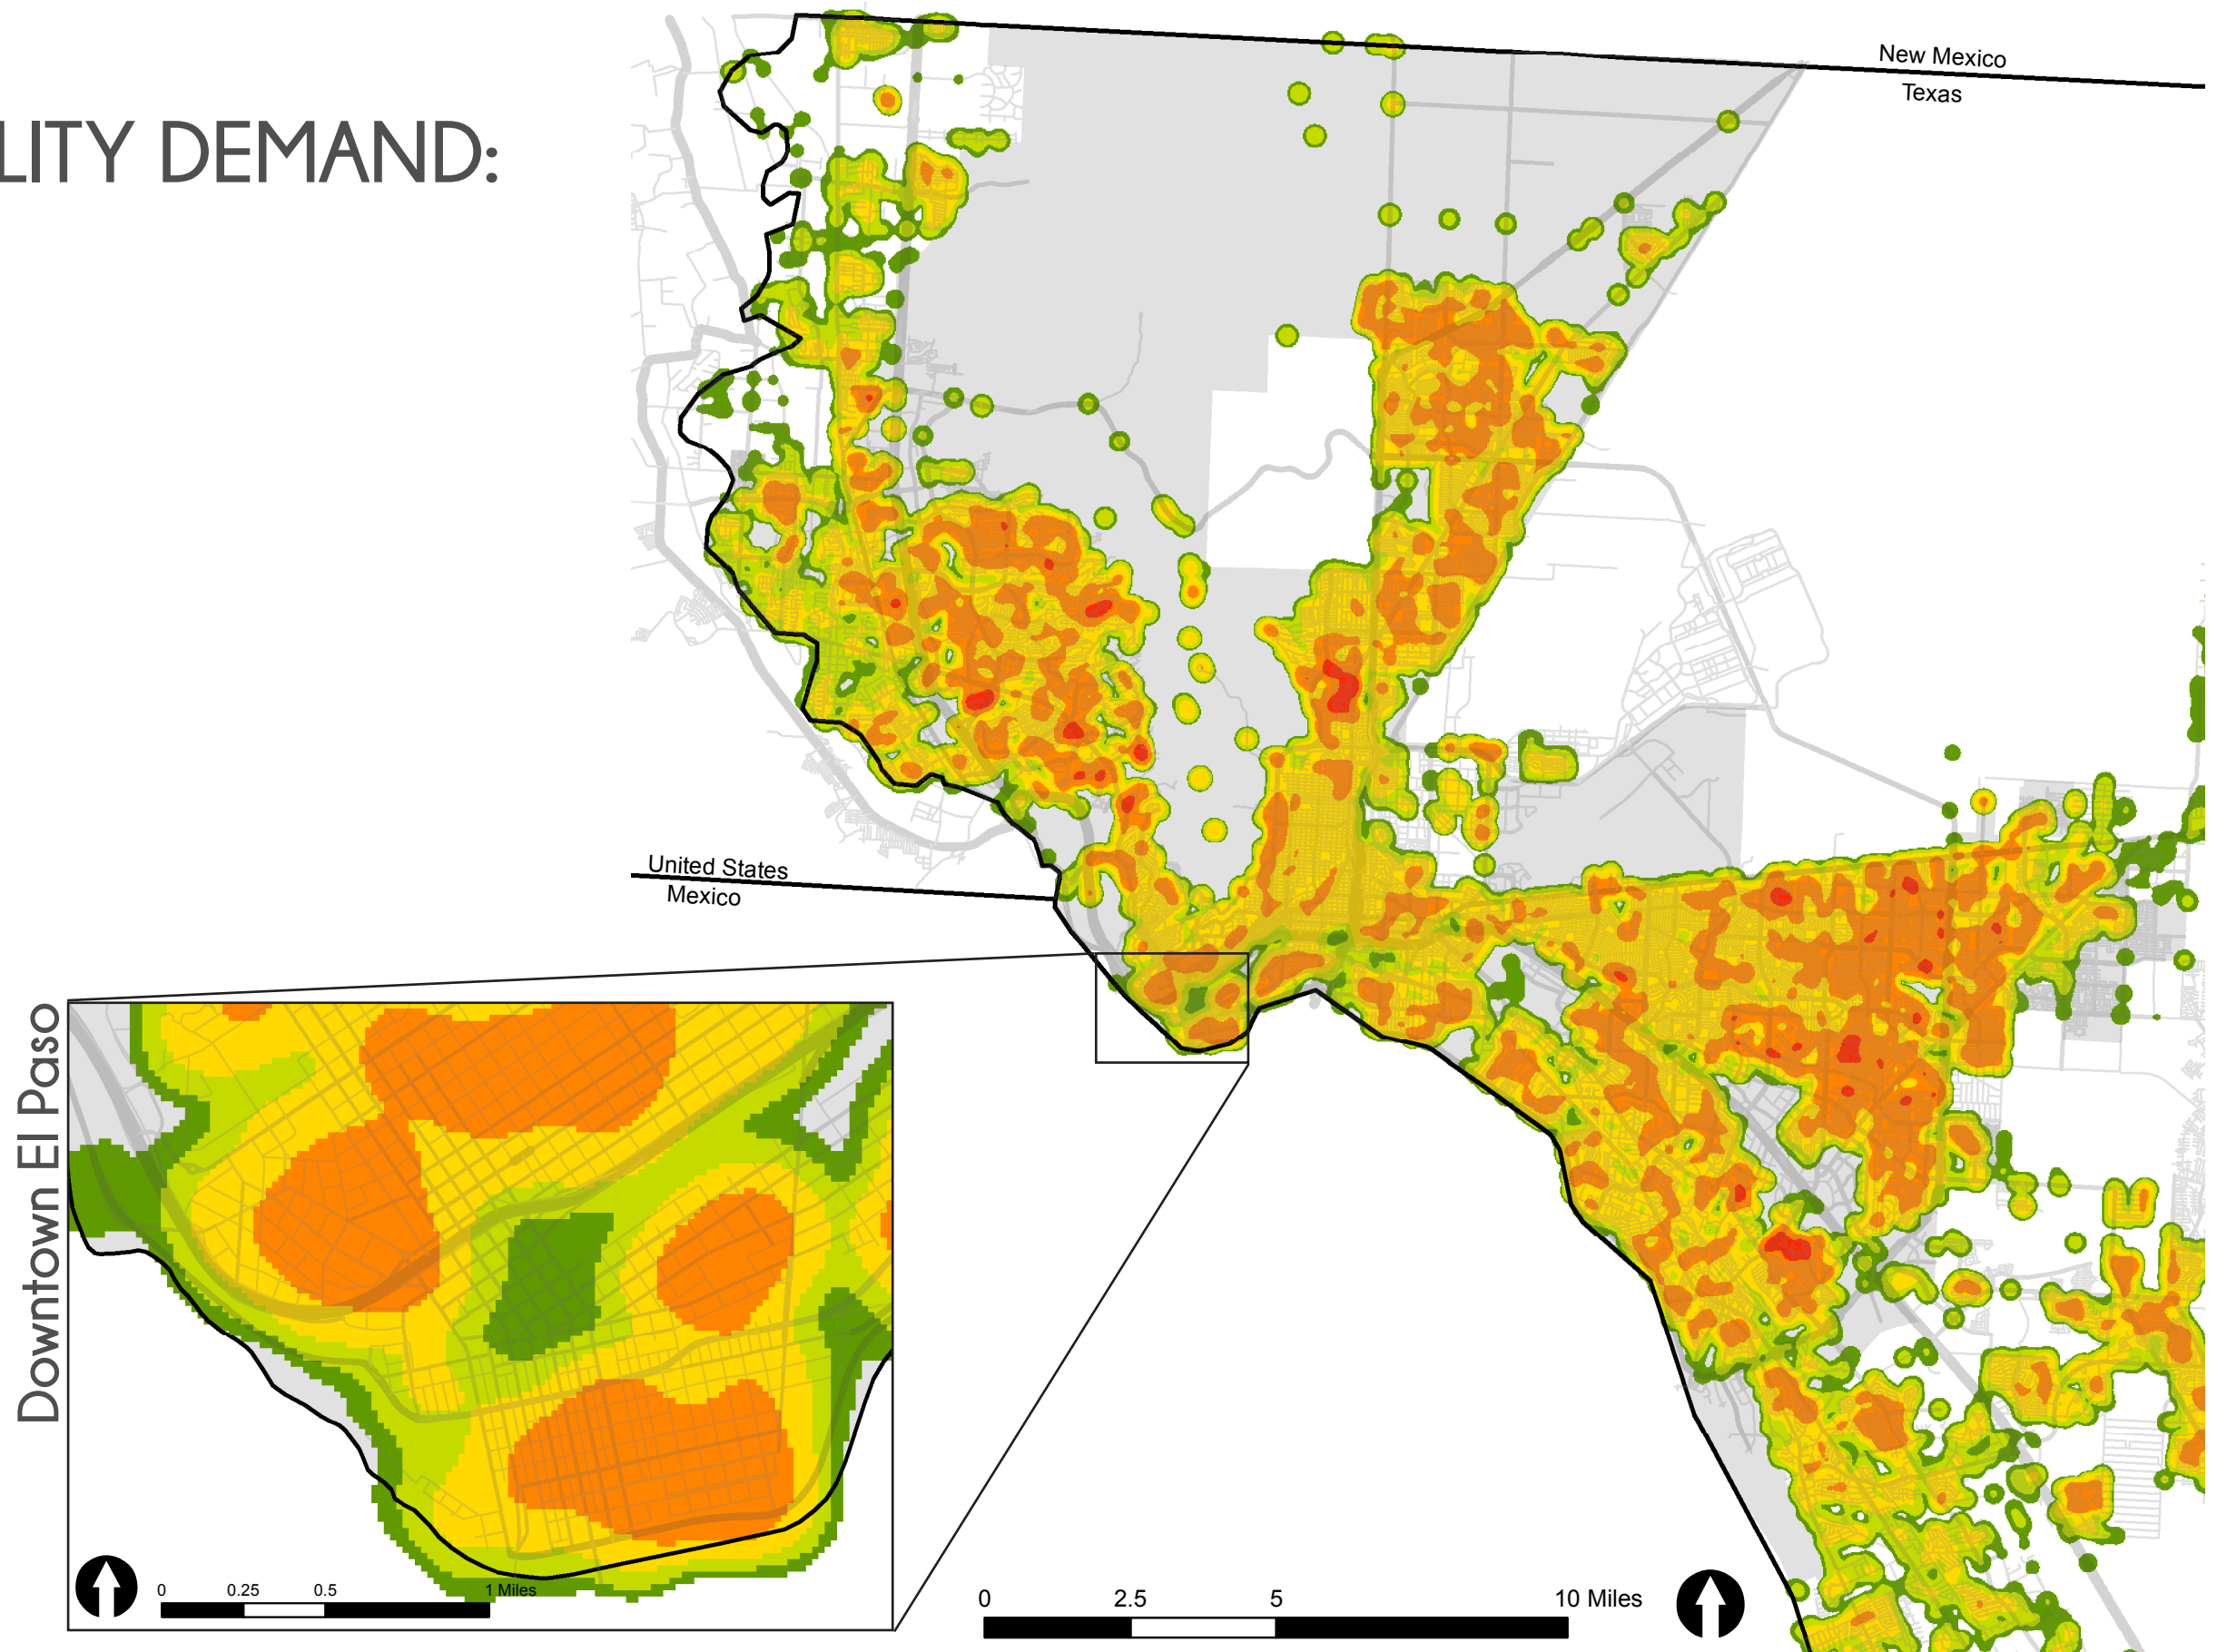 LITY DEMAND:
New Mexico
Texas
United States
Mexico
Downtown El Paso
0 0.25 0.5 1 Miles
0 2.5 5 10 Miles